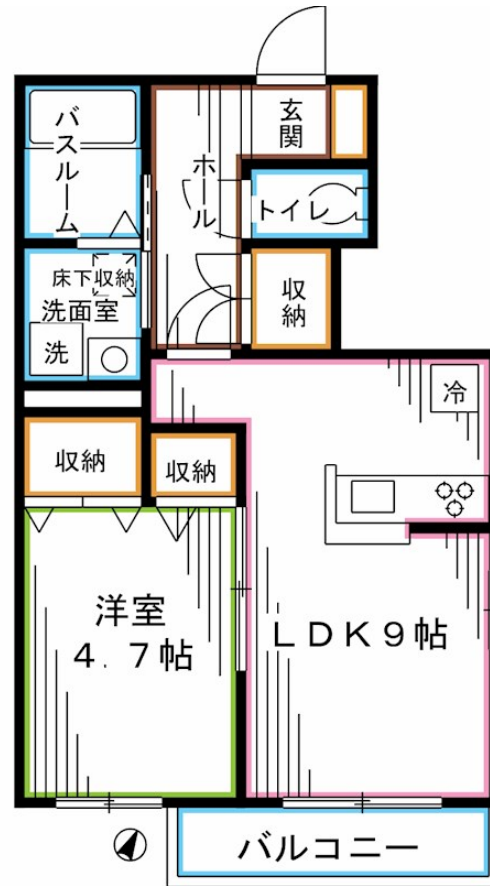 バスルーム
玄関
ホール
トイレ
床下収納
洗面室
洗
収納
冷
収納
収納
洋室
4.7帖
LDK9帖
バルコニー